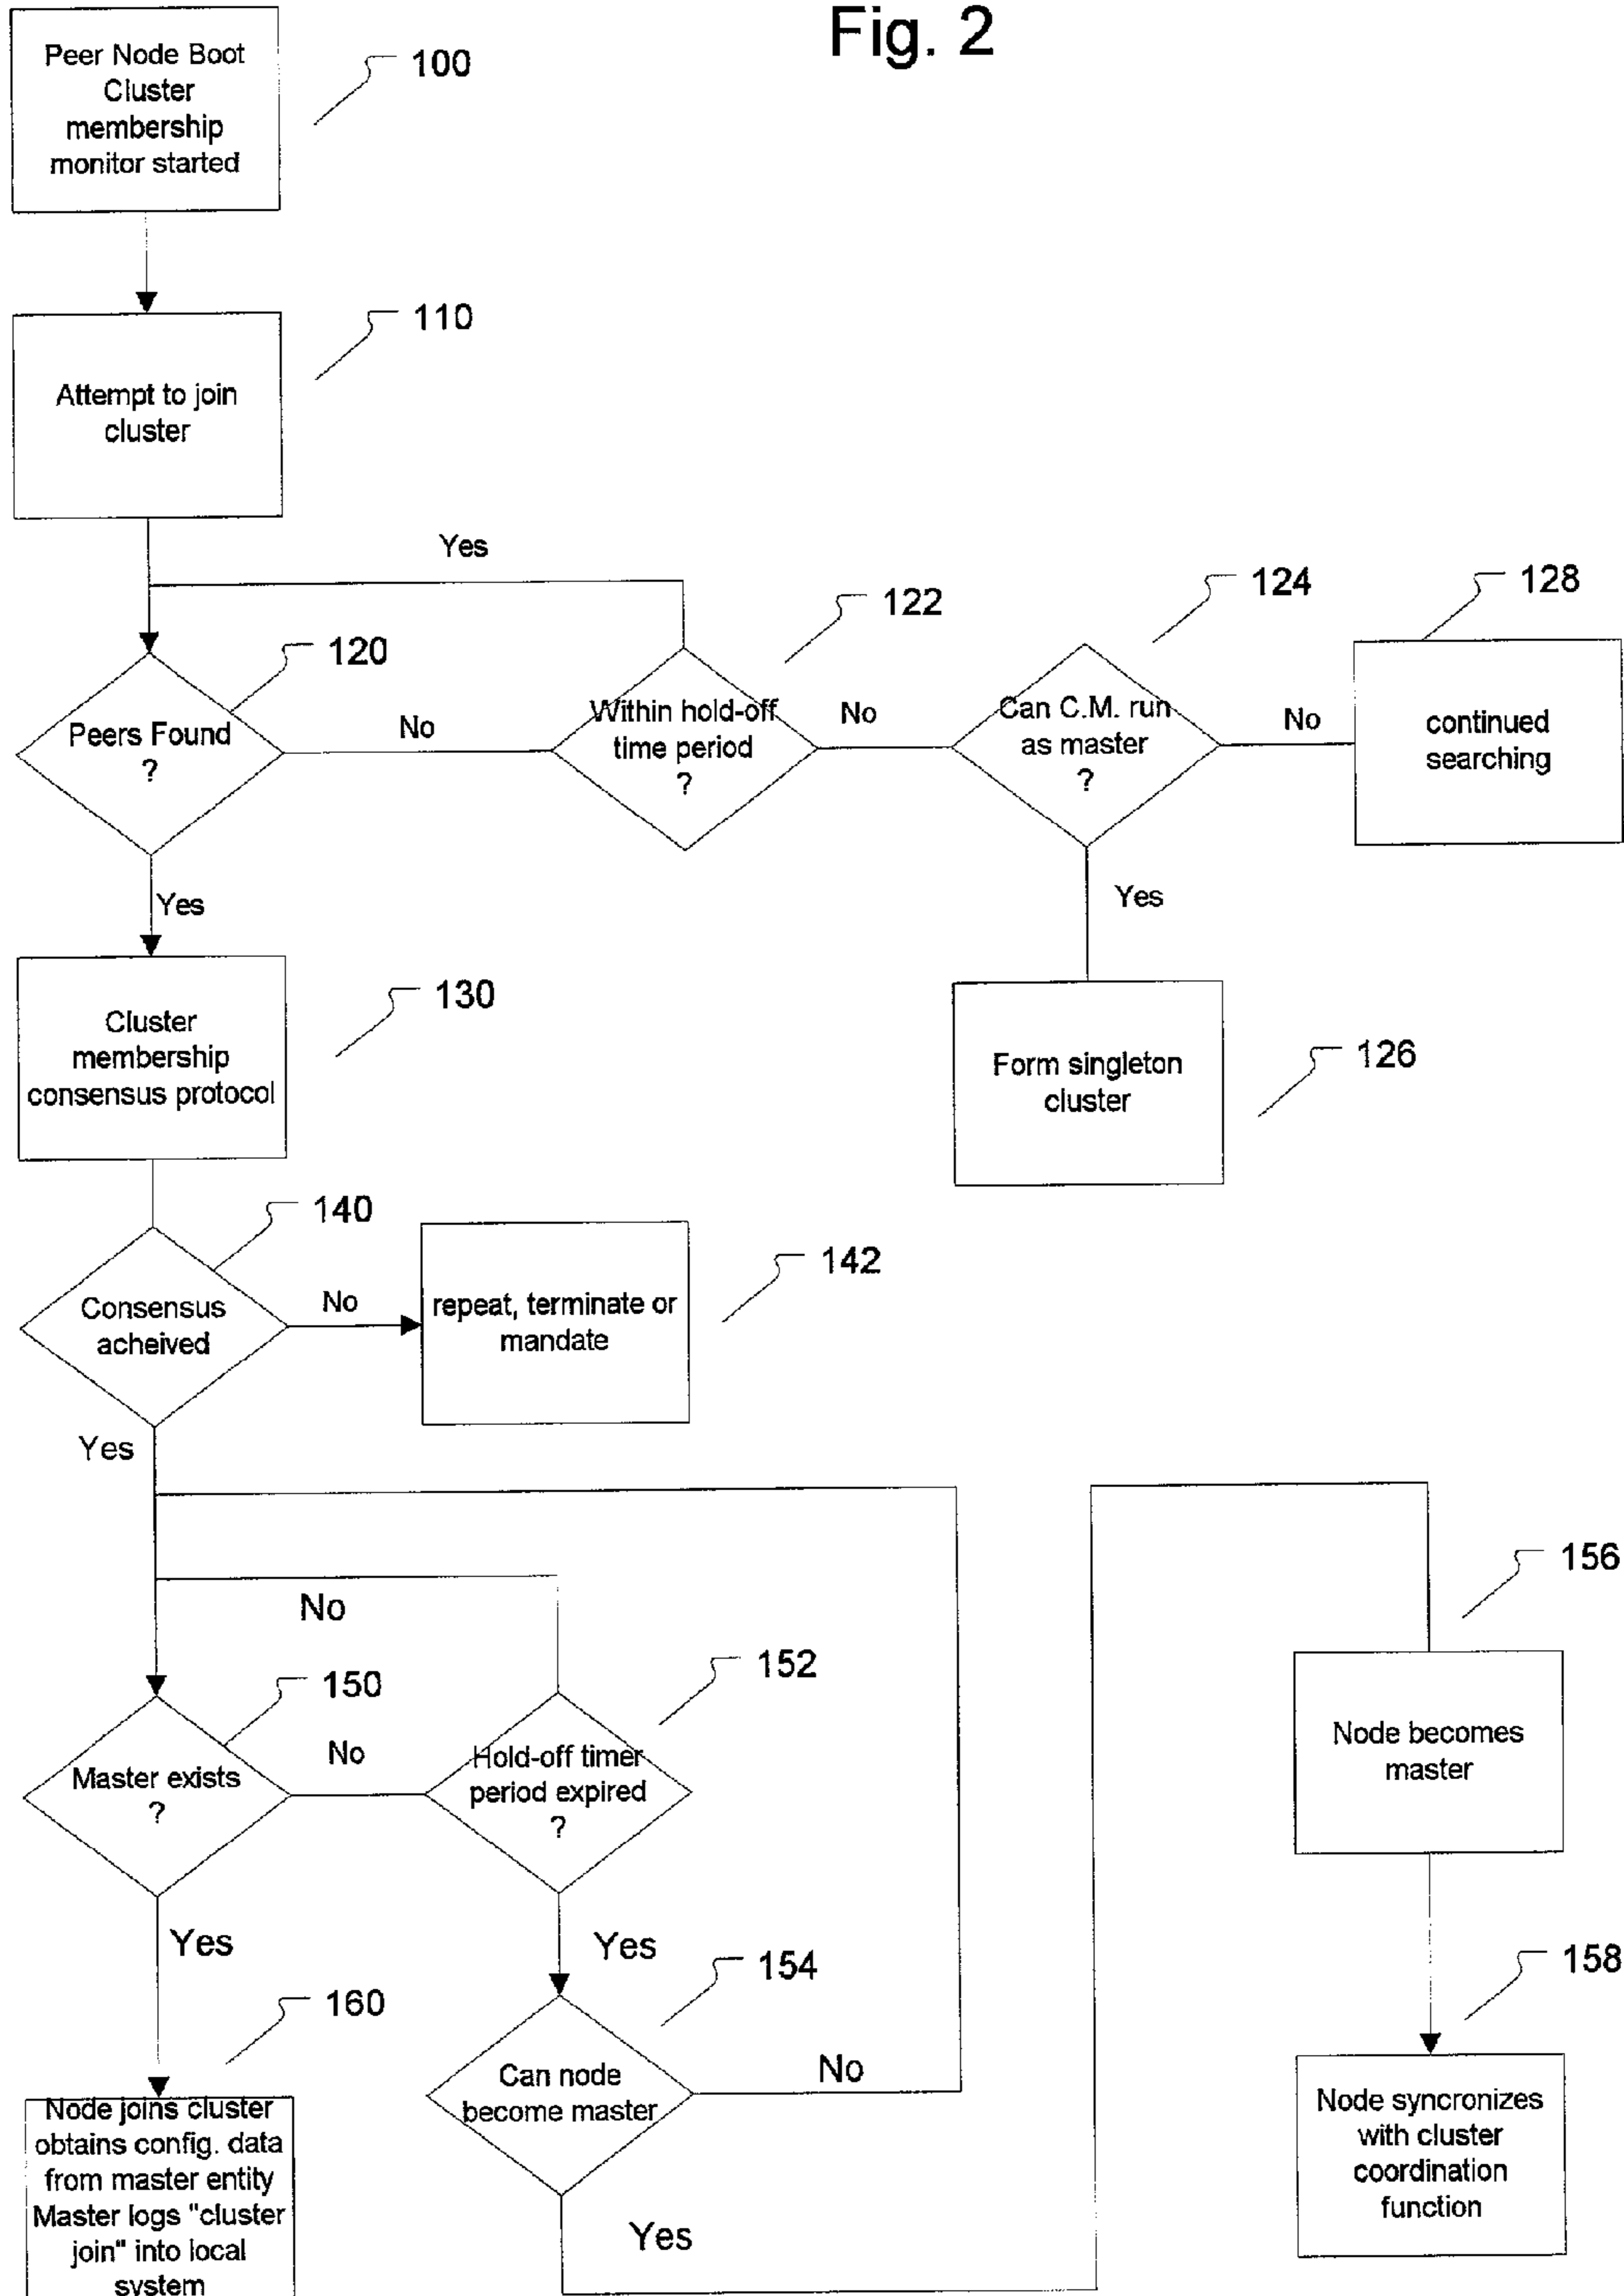 Fig. 2
Peer Node Boot
Cluster
membership
monitor started
100
Attempt to join
cluster
110
Yes
Peers Found
?
120
No
Within hold-off
time period
?
122
No
Can C.M. run
as master
?
124
No
continued
searching
128
Yes
Yes
Cluster
membership
consensus protocol
130
Form singleton
cluster
126
Consensus
acheived
140
No
repeat, terminate or
mandate
142
Yes
No
Master exists
?
150
No
Hold-off timer
period expired
?
152
Node becomes
master
156
Yes
Yes
Can node
become master
154
No
Node syncronizes
with cluster
coordination
function
158
160
Node joins cluster
obtains config. data
from master entity
Master logs "cluster
join" into local
system
Yes